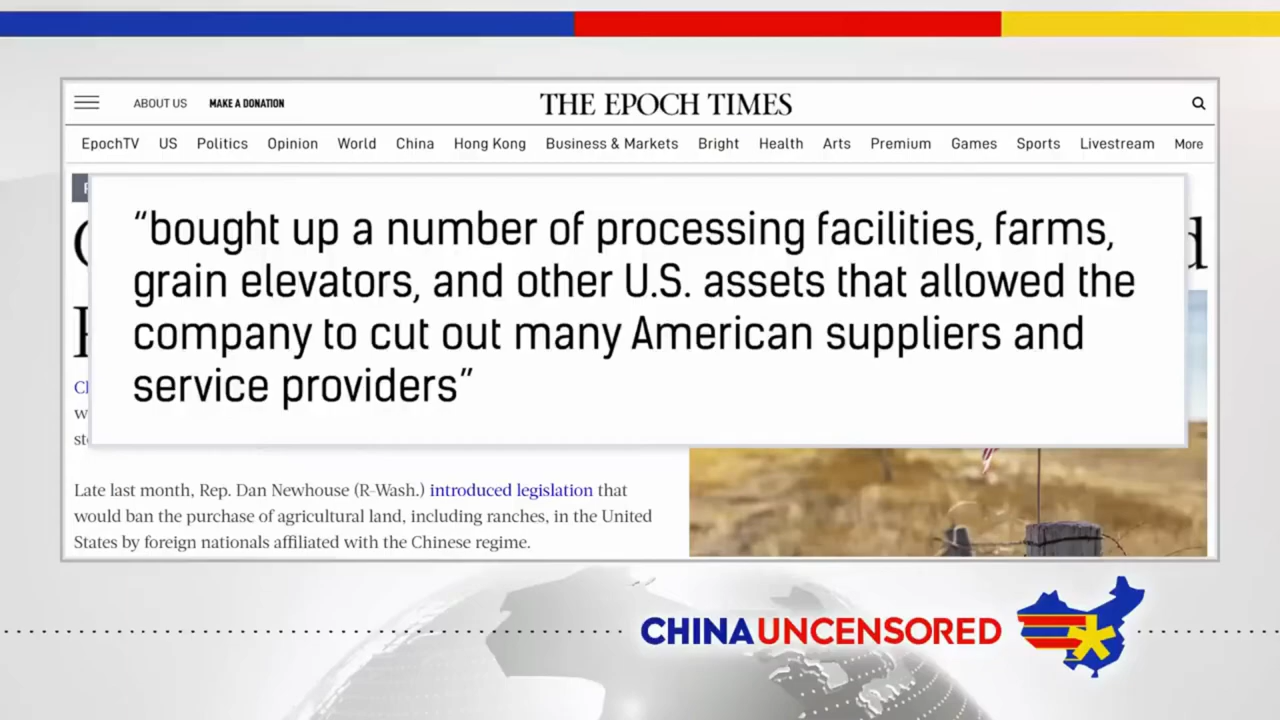 ABOUT US MAKE A DONATION THE EPOCH TIMES
EpochTV US Politics Opinion World China Hong Kong Business & Markets Bright Health Arts Premium Games Sports Livestream More
“bought up a number of processing facilities, farms,
grain elevators, and other U.S. assets that allowed the
company to cut out many American suppliers and
service providers”
Late last month, Rep. Dan Newhouse (R-Wash.) introduced legislation that
would ban the purchase of agricultural land, including ranches, in the United
States by foreign nationals affiliated with the Chinese regime.
CHINAUNCENSORED